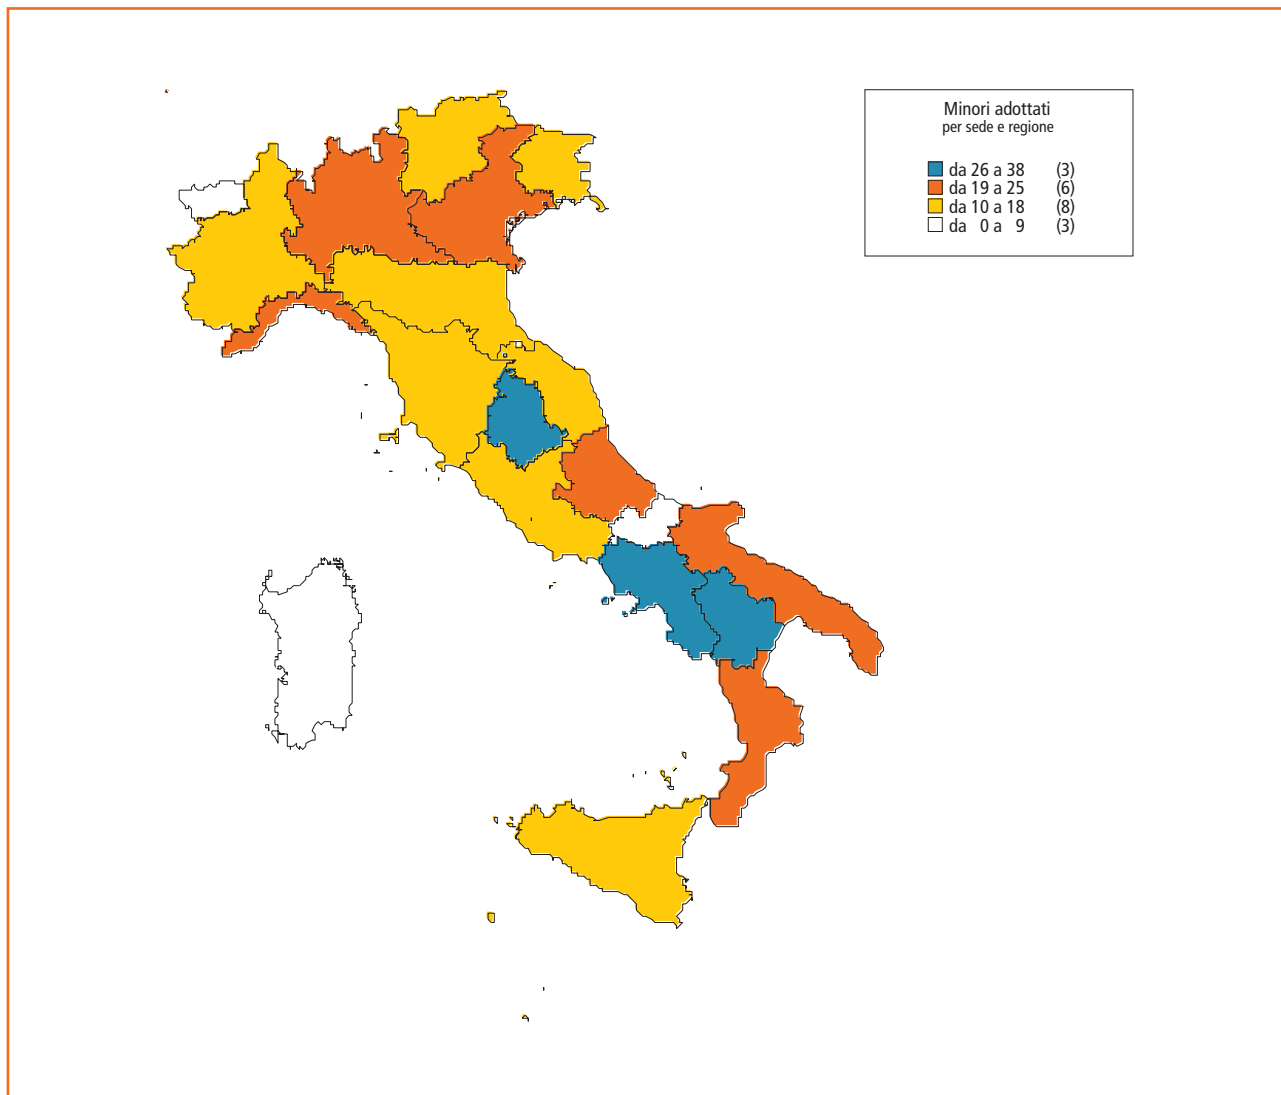 Minori adottati
per sede e regione
da 26 a 38 (3)
da 19 a 25 (6)
da 10 a 18 (8)
da 0 a 9 (3)